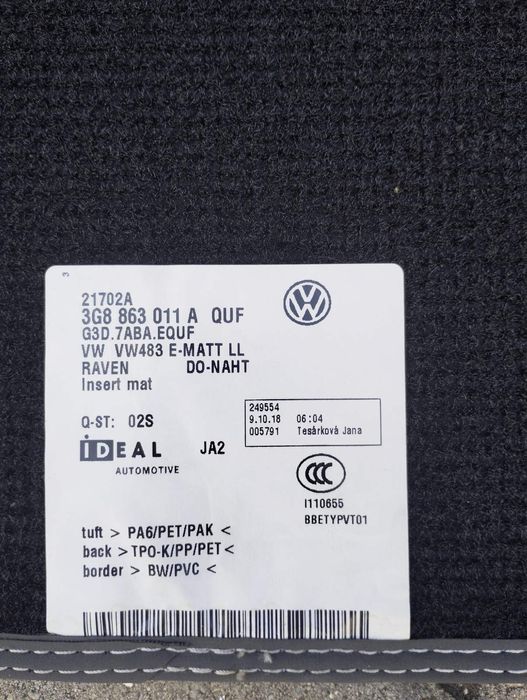 3
21702A
3G8 863 011 A QUF
G3D.7ABA.EQUF
VW VW483 E-MATT LL
RAVEN DO-NAHT
Insert mat
Q-ST: 02S
249554
9.10.18 06:04
005791 Tesárková Jana
iDEAL JA2
AUTOMOTIVE
CCC
I110655
BBETYPVT01
tuft > PA6/PET/PAK <
back > TPO-K/PP/PET <
border > BW/PVC <